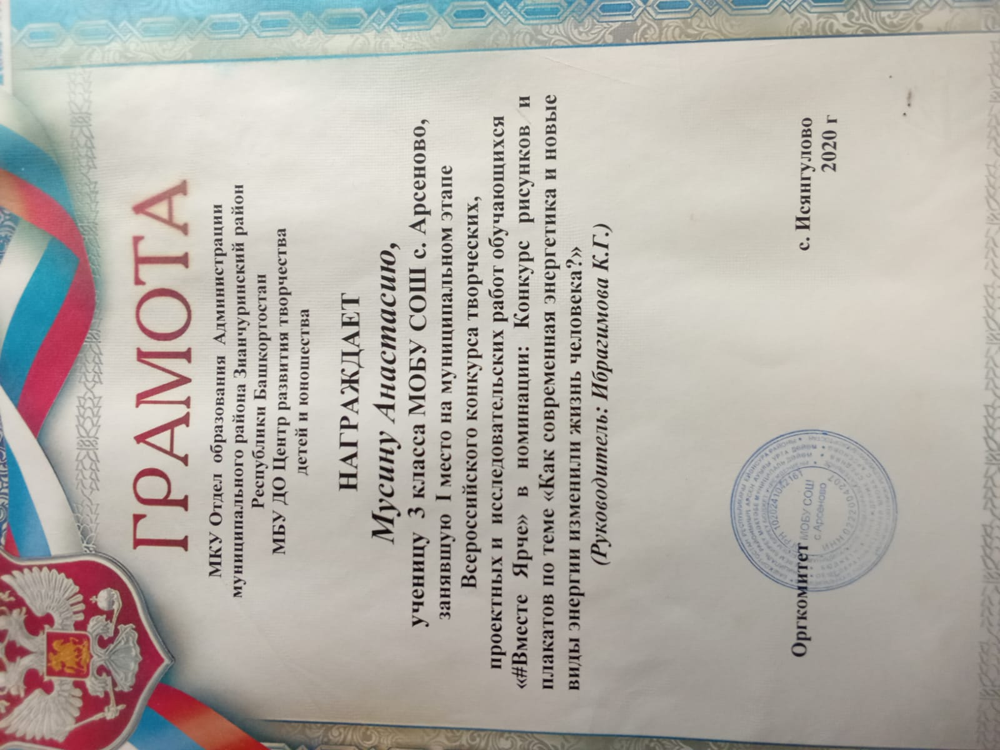 ГРАМОТА
МКУ Отдел образования Администрации
муниципального района Зианчуринский район
Республики Башкортостан
МБУ ДО Центр развития творчества
детей и юношества
НАГРАЖДАЕТ
Мусину Анастасию,
ученицу 3 класса МОБУ СОШ с. Арсеново,
занявшую I место на муниципальном этапе
Всероссийского конкурса творческих,
проектных и исследовательских работ обучающихся
«#Вместе Ярче» в номинации: Конкурс рисунков и
плакатов по теме «Как современная энергетика и новые
виды энергии изменили жизнь человека?»
(Руководитель: Ибрагимова К.Г.)
Оргкомитет
с. Исянгулово
2020 г
МОБУ СОШ
с.Арсеново